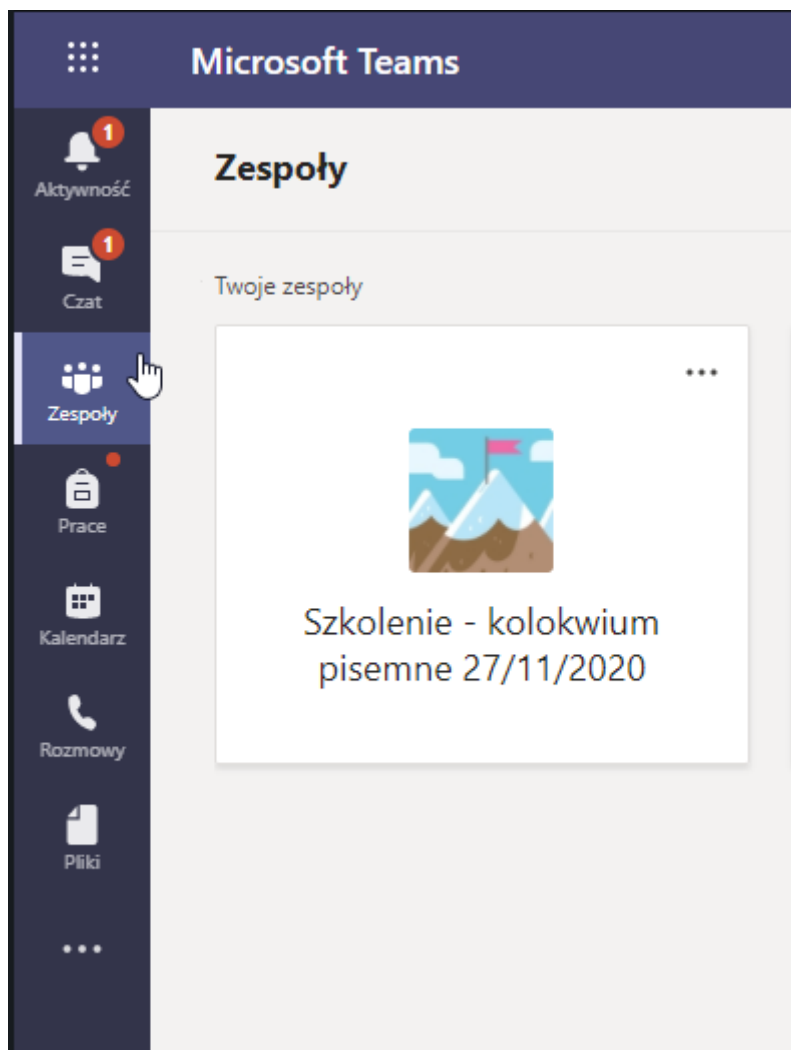 Microsoft Teams
1
Aktywność
Zespoły
1
Czat
Twoje zespoły
Zespoły
Szkolenie - kolokwium
pisemne 27/11/2020
Prace
Kalendarz
Rozmowy
Pliki